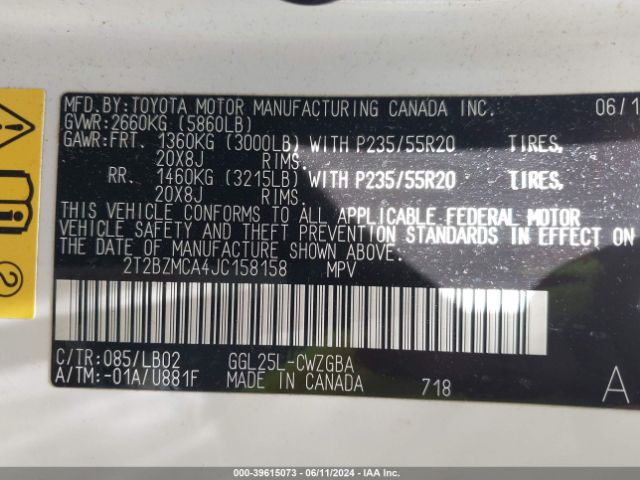 MFD.BY:TOYOTA MOTOR MANUFACTURING CANADA INC. 06/1
GVWR:2660KG (5860LB)
GAWR:FRT. 1360KG (3000LB) WITH P235/55R20 TIRES,
20X8J RIMS.
RR. 1460KG (3215LB) WITH P235/55R20 TIRES,
20X8J RIMS.
THIS VEHICLE CONFORMS TO ALL APPLICABLE FEDERAL MOTOR
VEHICLE SAFETY AND THEFT PREVENTION STANDARDS IN EFFECT ON
THE DATE OF MANUFACTURE SHOWN ABOVE.
2T2BZMCA4JC158158 MPV
C/TR:085/LB02 GGL25L-CWZGBA
A/TM:-01A/U881F MADE IN CANADA 718 A
2
000-39615073 - 06/11/2024 - IAA Inc.